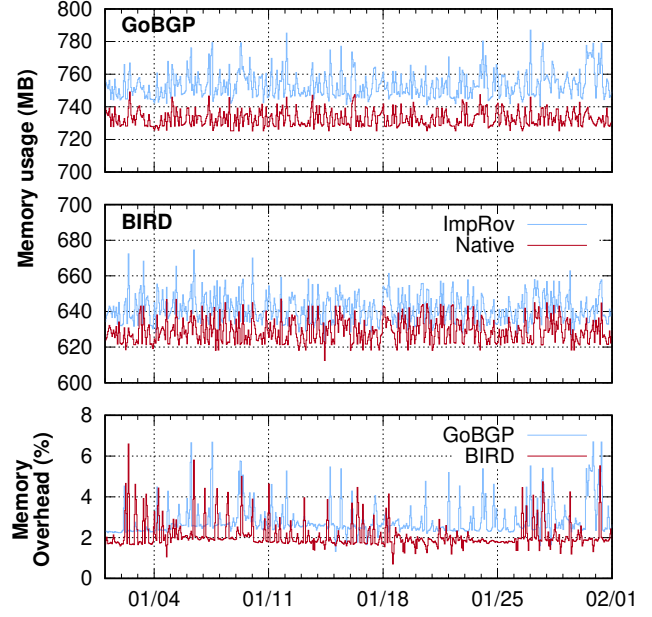 Memory usage (MB)
GoBGP
800
780
760
740
720
700
BIRD
ImpRov
Native
700
680
660
640
620
600
Memory
Overhead (%)
GoBGP
BIRD
8
6
4
2
0
01/04 01/11 01/18 01/25 02/01